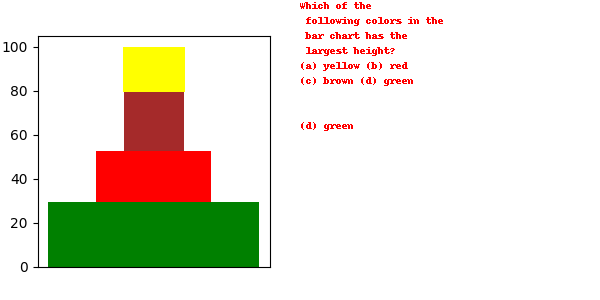 Which of the
following colors in the
bar chart has the
largest height?
(a) yellow (b) red
(c) brown (d) green
(d) green
100
80
60
40
20
0